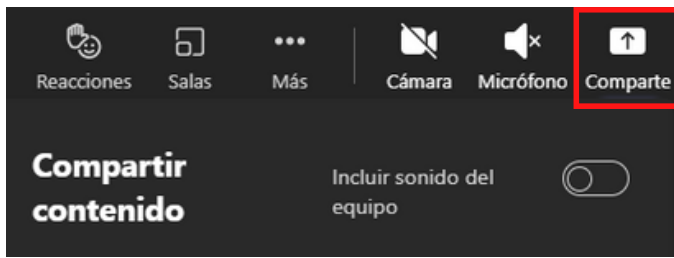 Reacciones Salas Más Cámara Micrófono Comparte
Compartir
contenido
Incluir sonido del
equipo